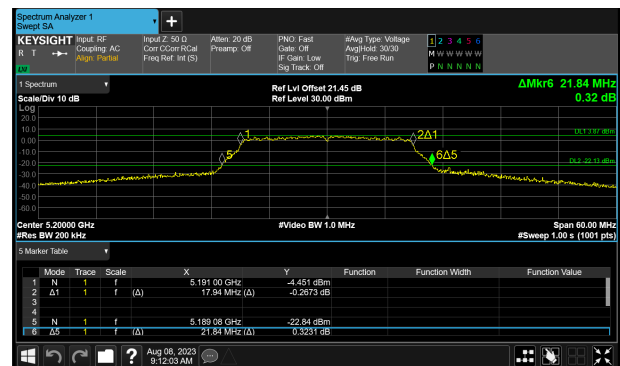 Spectrum Analyzer 1
Swept SA
+
KEYSIGHT Input: RF Input Z: 50 Ω Atten: 20 dB PNO: Fast #Avg Type: Voltage 1 2 3 4 5 6
R T Coupling: AC Corr CCorr RCal Preamp: Off Gate: Off Avg|Hold: 30/30 M W W W W W
Align: Partial Freq Ref: Int (S) IF Gain: Low Trig: Free Run
LXI Sig Track: Off P N N N N N
1 Spectrum Ref Lvl Offset 21.45 dB ΔMkr6 21.84 MHz
Scale/Div 10 dB Ref Level 30.00 dBm 0.32 dB
Log
20.0
10.0 1 2Δ1 DL1 3.87 dBm
0.00
-10.0 5 6Δ5 DL2 -22.13 dBm
-20.0
-30.0
-40.0
-50.0
-60.0
Center 5.20000 GHz #Video BW 1.0 MHz Span 60.00 MHz
#Res BW 200 kHz #Sweep 1.00 s (1001 pts)
5 Marker Table
Mode Trace Scale X Y Function Function Width Function Value
1 N 1 f 5.191 00 GHz -4.451 dBm
2 Δ1 1 f (Δ) 17.94 MHz (Δ) -0.2673 dB
3
4
5 N 1 f 5.189 08 GHz -22.84 dBm
6 Δ5 1 f (Δ) 21.84 MHz (Δ) 0.3231 dB
? Aug 08, 2023
9:12:03 AM